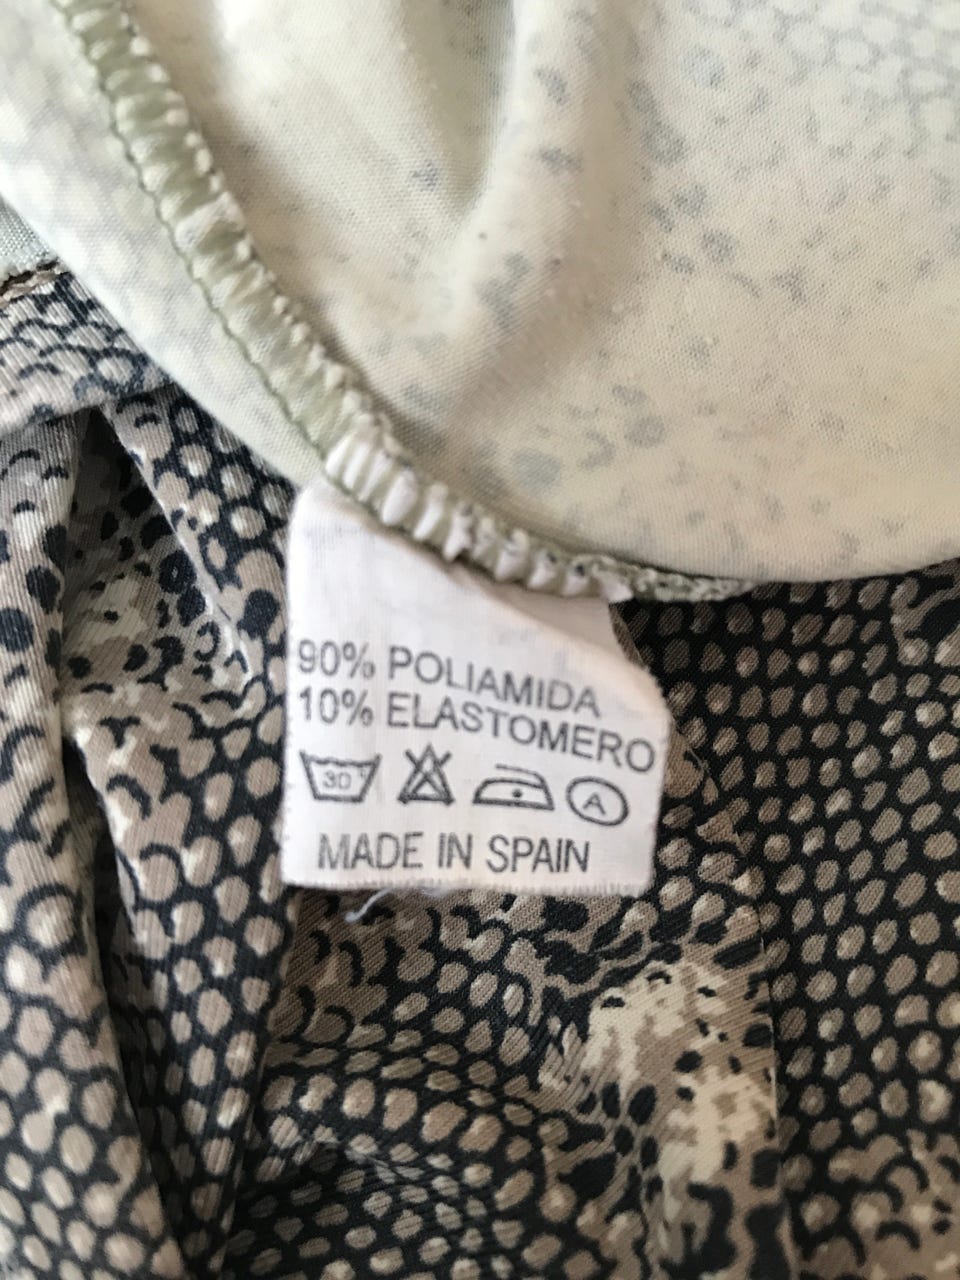 90% POLIAMIDA
10% ELASTOMERO
30° A
MADE IN SPAIN